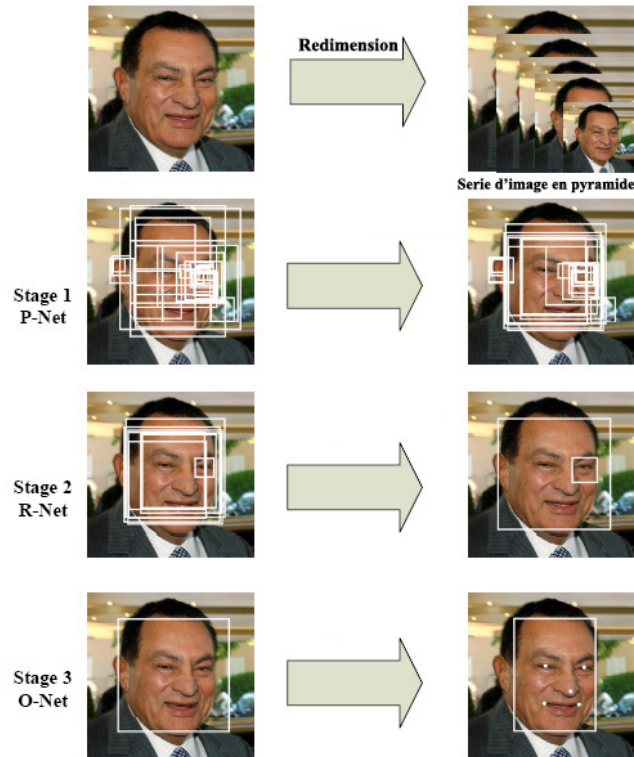 Redimension
Serie d'image en pyramide
Stage 1
P-Net
Stage 2
R-Net
Stage 3
O-Net